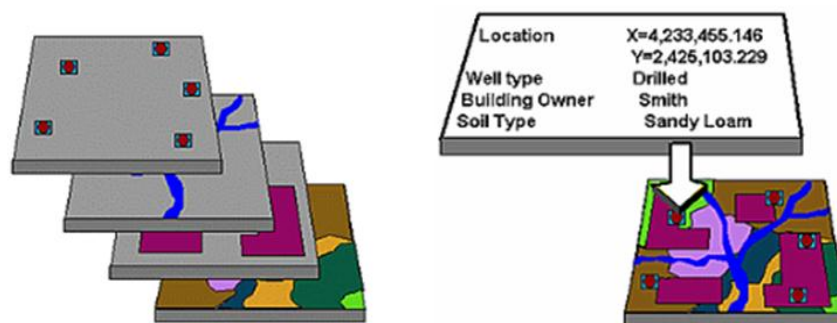 Location X=4,233,455.146
Y=2,425,103.229
Well type Drilled
Building Owner Smith
Soil Type Sandy Loam